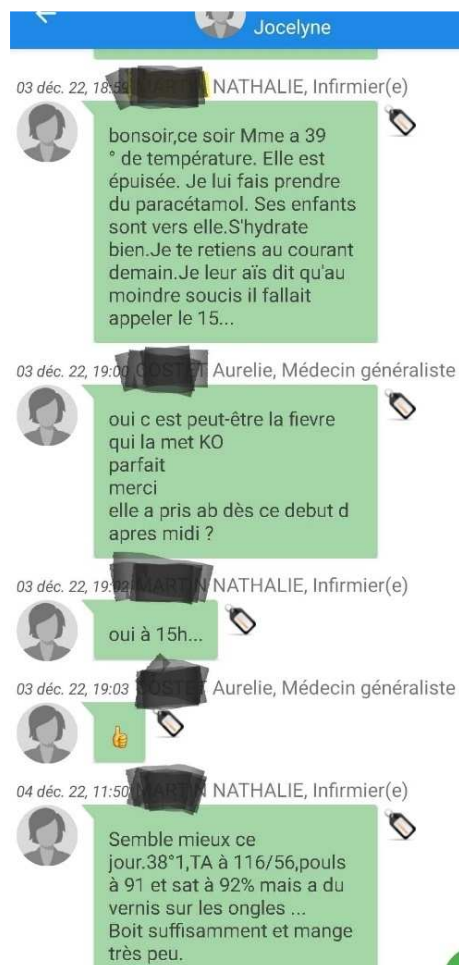 Jocelyne
03 déc. 22, 18:59 NATHALIE, Infirmier(e)
bonsoir,ce soir Mme a 39
° de température. Elle est
épuisée. Je lui fais prendre
du paracétamol. Ses enfants
sont vers elle.S'hydrate
bien.Je te retiens au courant
demain.Je leur aïs dit qu'au
moindre soucis il fallait
appeler le 15...
03 déc. 22, 19:00 Aurelie, Médecin généraliste
oui c est peut-être la fievre
qui la met KO
parfait
merci
elle a pris ab dès ce debut d
apres midi ?
03 déc. 22, 19:02 NATHALIE, Infirmier(e)
oui à 15h...
03 déc. 22, 19:03 Aurelie, Médecin généraliste
👍
04 déc. 22, 11:50 NATHALIE, Infirmier(e)
Semble mieux ce
jour.38°1,TA à 116/56,pouls
à 91 et sat à 92% mais a du
vernis sur les ongles ...
Boit suffisamment et mange
très peu.